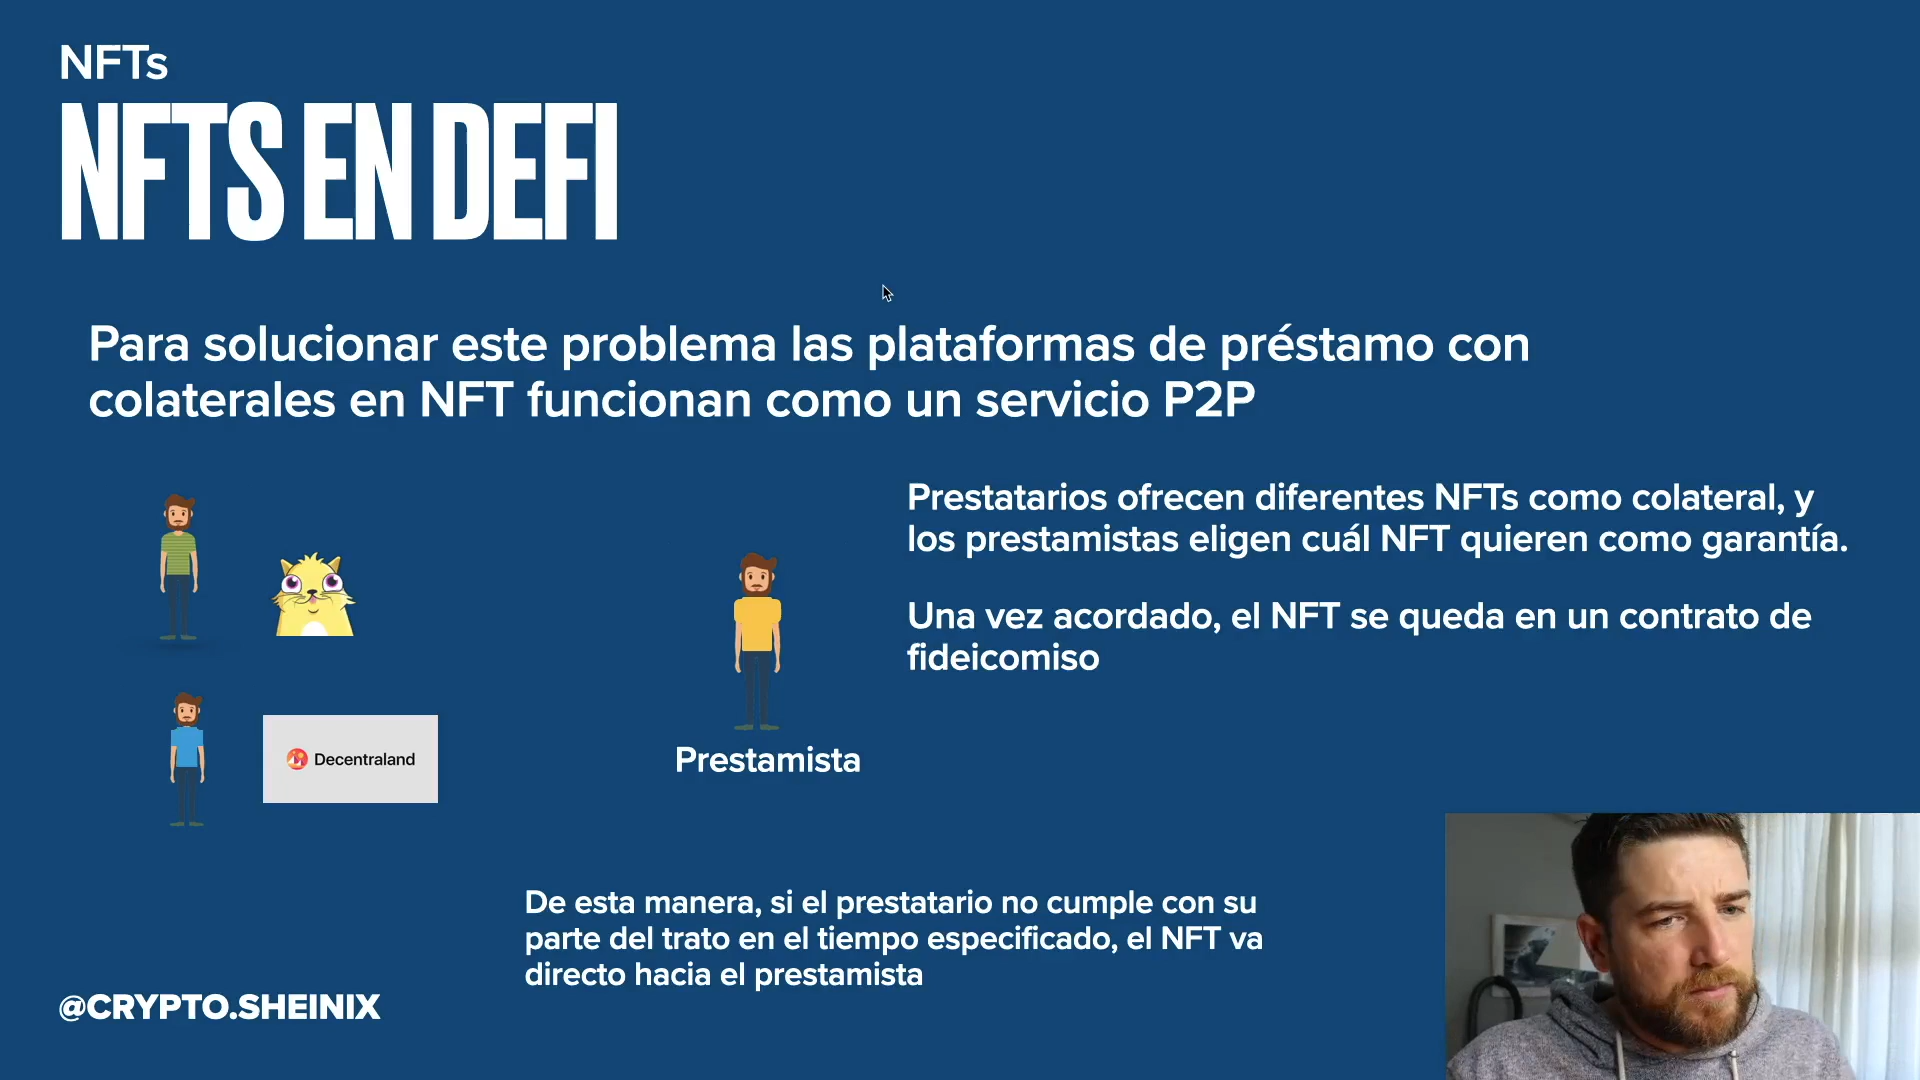 NFTs
NFTS EN DEFI
Para solucionar este problema las plataformas de préstamo con
colaterales en NFT funcionan como un servicio P2P
Prestatarios ofrecen diferentes NFTs como colateral, y
los prestamistas eligen cuál NFT quieren como garantía.
Una vez acordado, el NFT se queda en un contrato de
fideicomiso
Decentraland
Prestamista
De esta manera, si el prestatario no cumple con su
parte del trato en el tiempo especificado, el NFT va
directo hacia el prestamista
@CRYPTO.SHEINIX